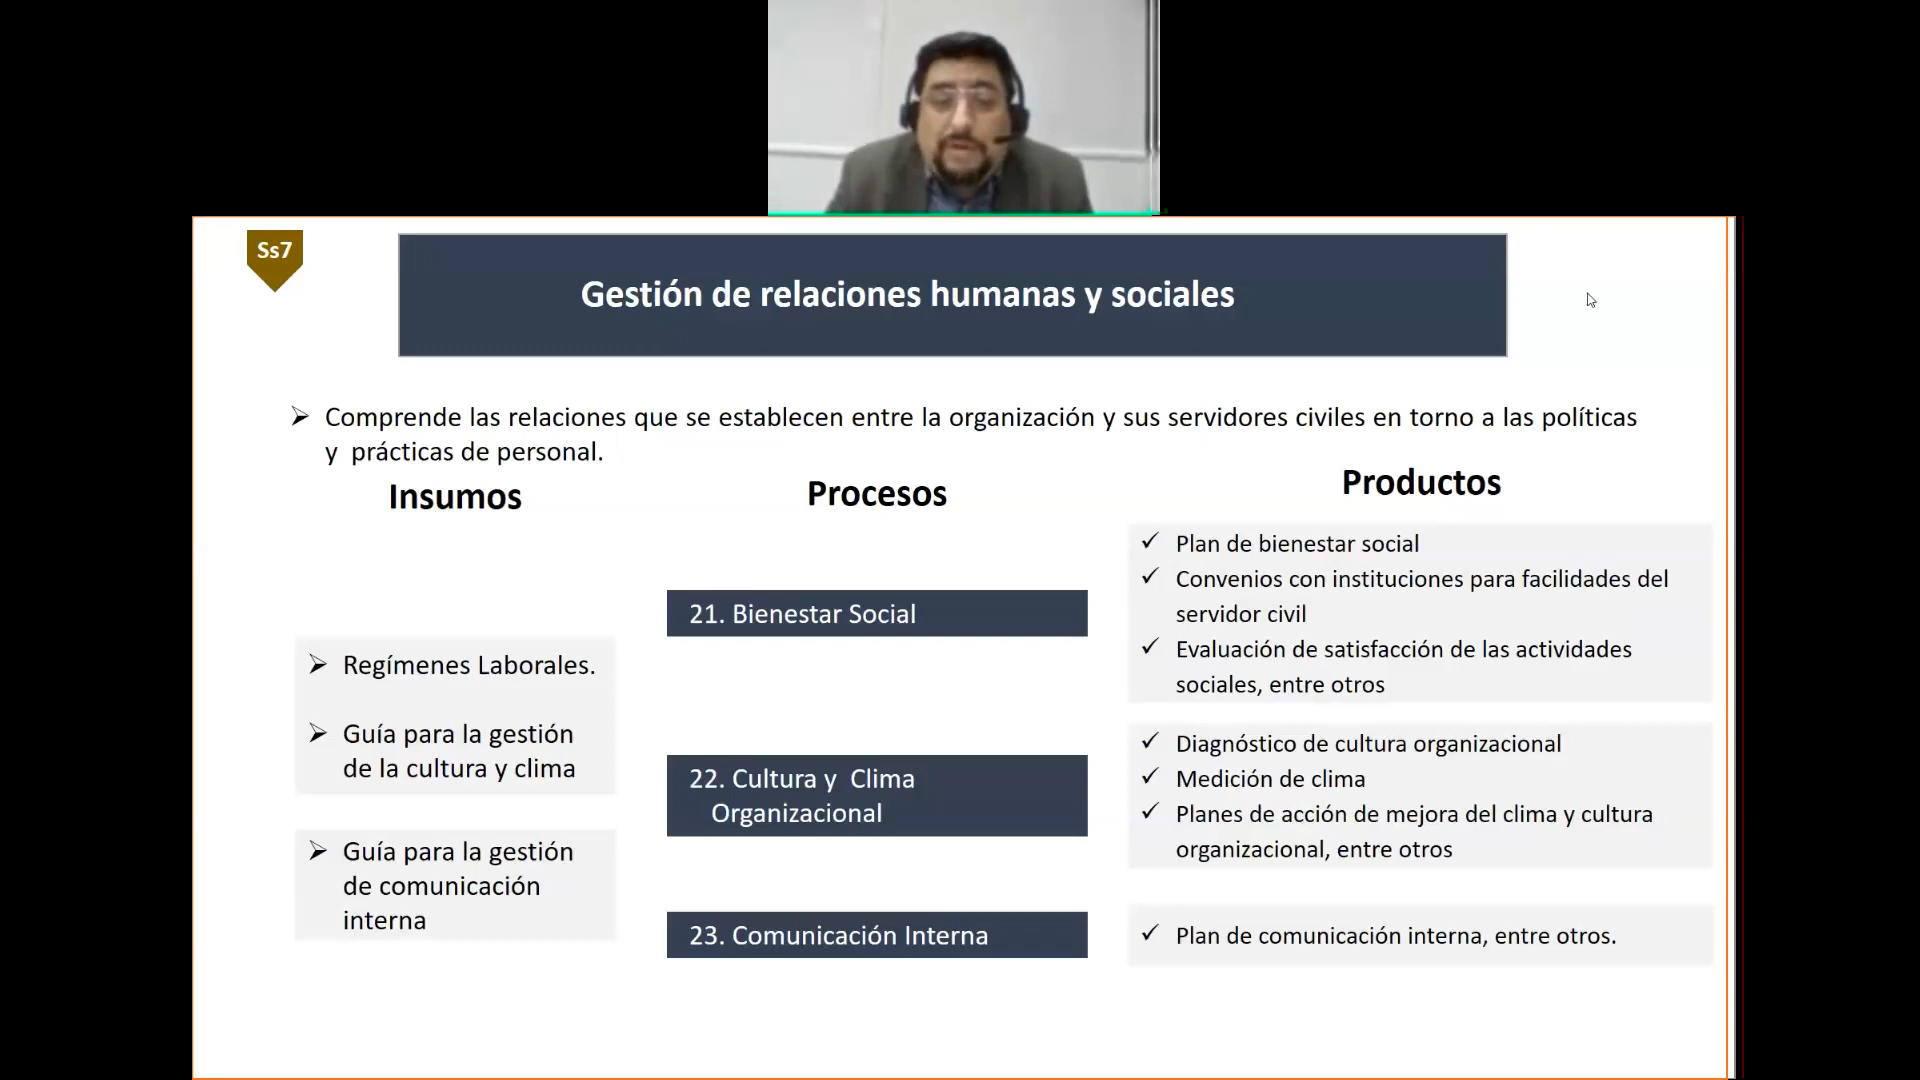 Ss7
Gestión de relaciones humanas y sociales
➢ Comprende las relaciones que se establecen entre la organización y sus servidores civiles en torno a las políticas
y prácticas de personal.
Insumos
➢ Regímenes Laborales.
➢ Guía para la gestión
de la cultura y clima
➢ Guía para la gestión
de comunicación
interna
Procesos
21. Bienestar Social
22. Cultura y Clima
Organizacional
23. Comunicación Interna
Productos
✓ Plan de bienestar social
✓ Convenios con instituciones para facilidades del
servidor civil
✓ Evaluación de satisfacción de las actividades
sociales, entre otros
✓ Diagnóstico de cultura organizacional
✓ Medición de clima
✓ Planes de acción de mejora del clima y cultura
organizacional, entre otros
✓ Plan de comunicación interna, entre otros.